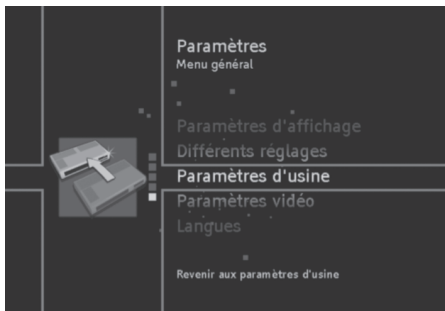 Paramètres
Menu général
Paramètres d'affichage
Différents réglages
Paramètres d'usine
Paramètres vidéo
Langues
Revenir aux paramètres d'usine